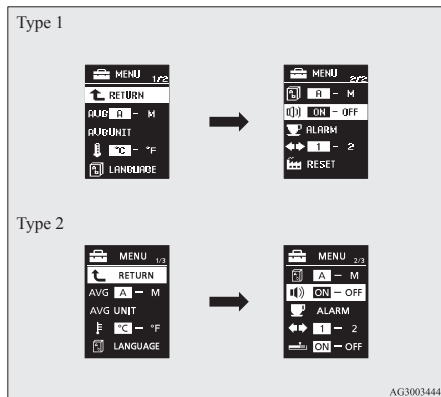 Type 1
MENU 1/2
RETURN
AVG A - M
AVG UNIT
°C - °F
LANGUAGE
MENU 2/2
A - M
ON - OFF
ALARM
1 - 2
RESET
Type 2
MENU 1/3
RETURN
AVG A - M
AVG UNIT
°C - °F
LANGUAGE
MENU 2/3
A - M
ON - OFF
ALARM
1 - 2
ON - OFF
AG3003444